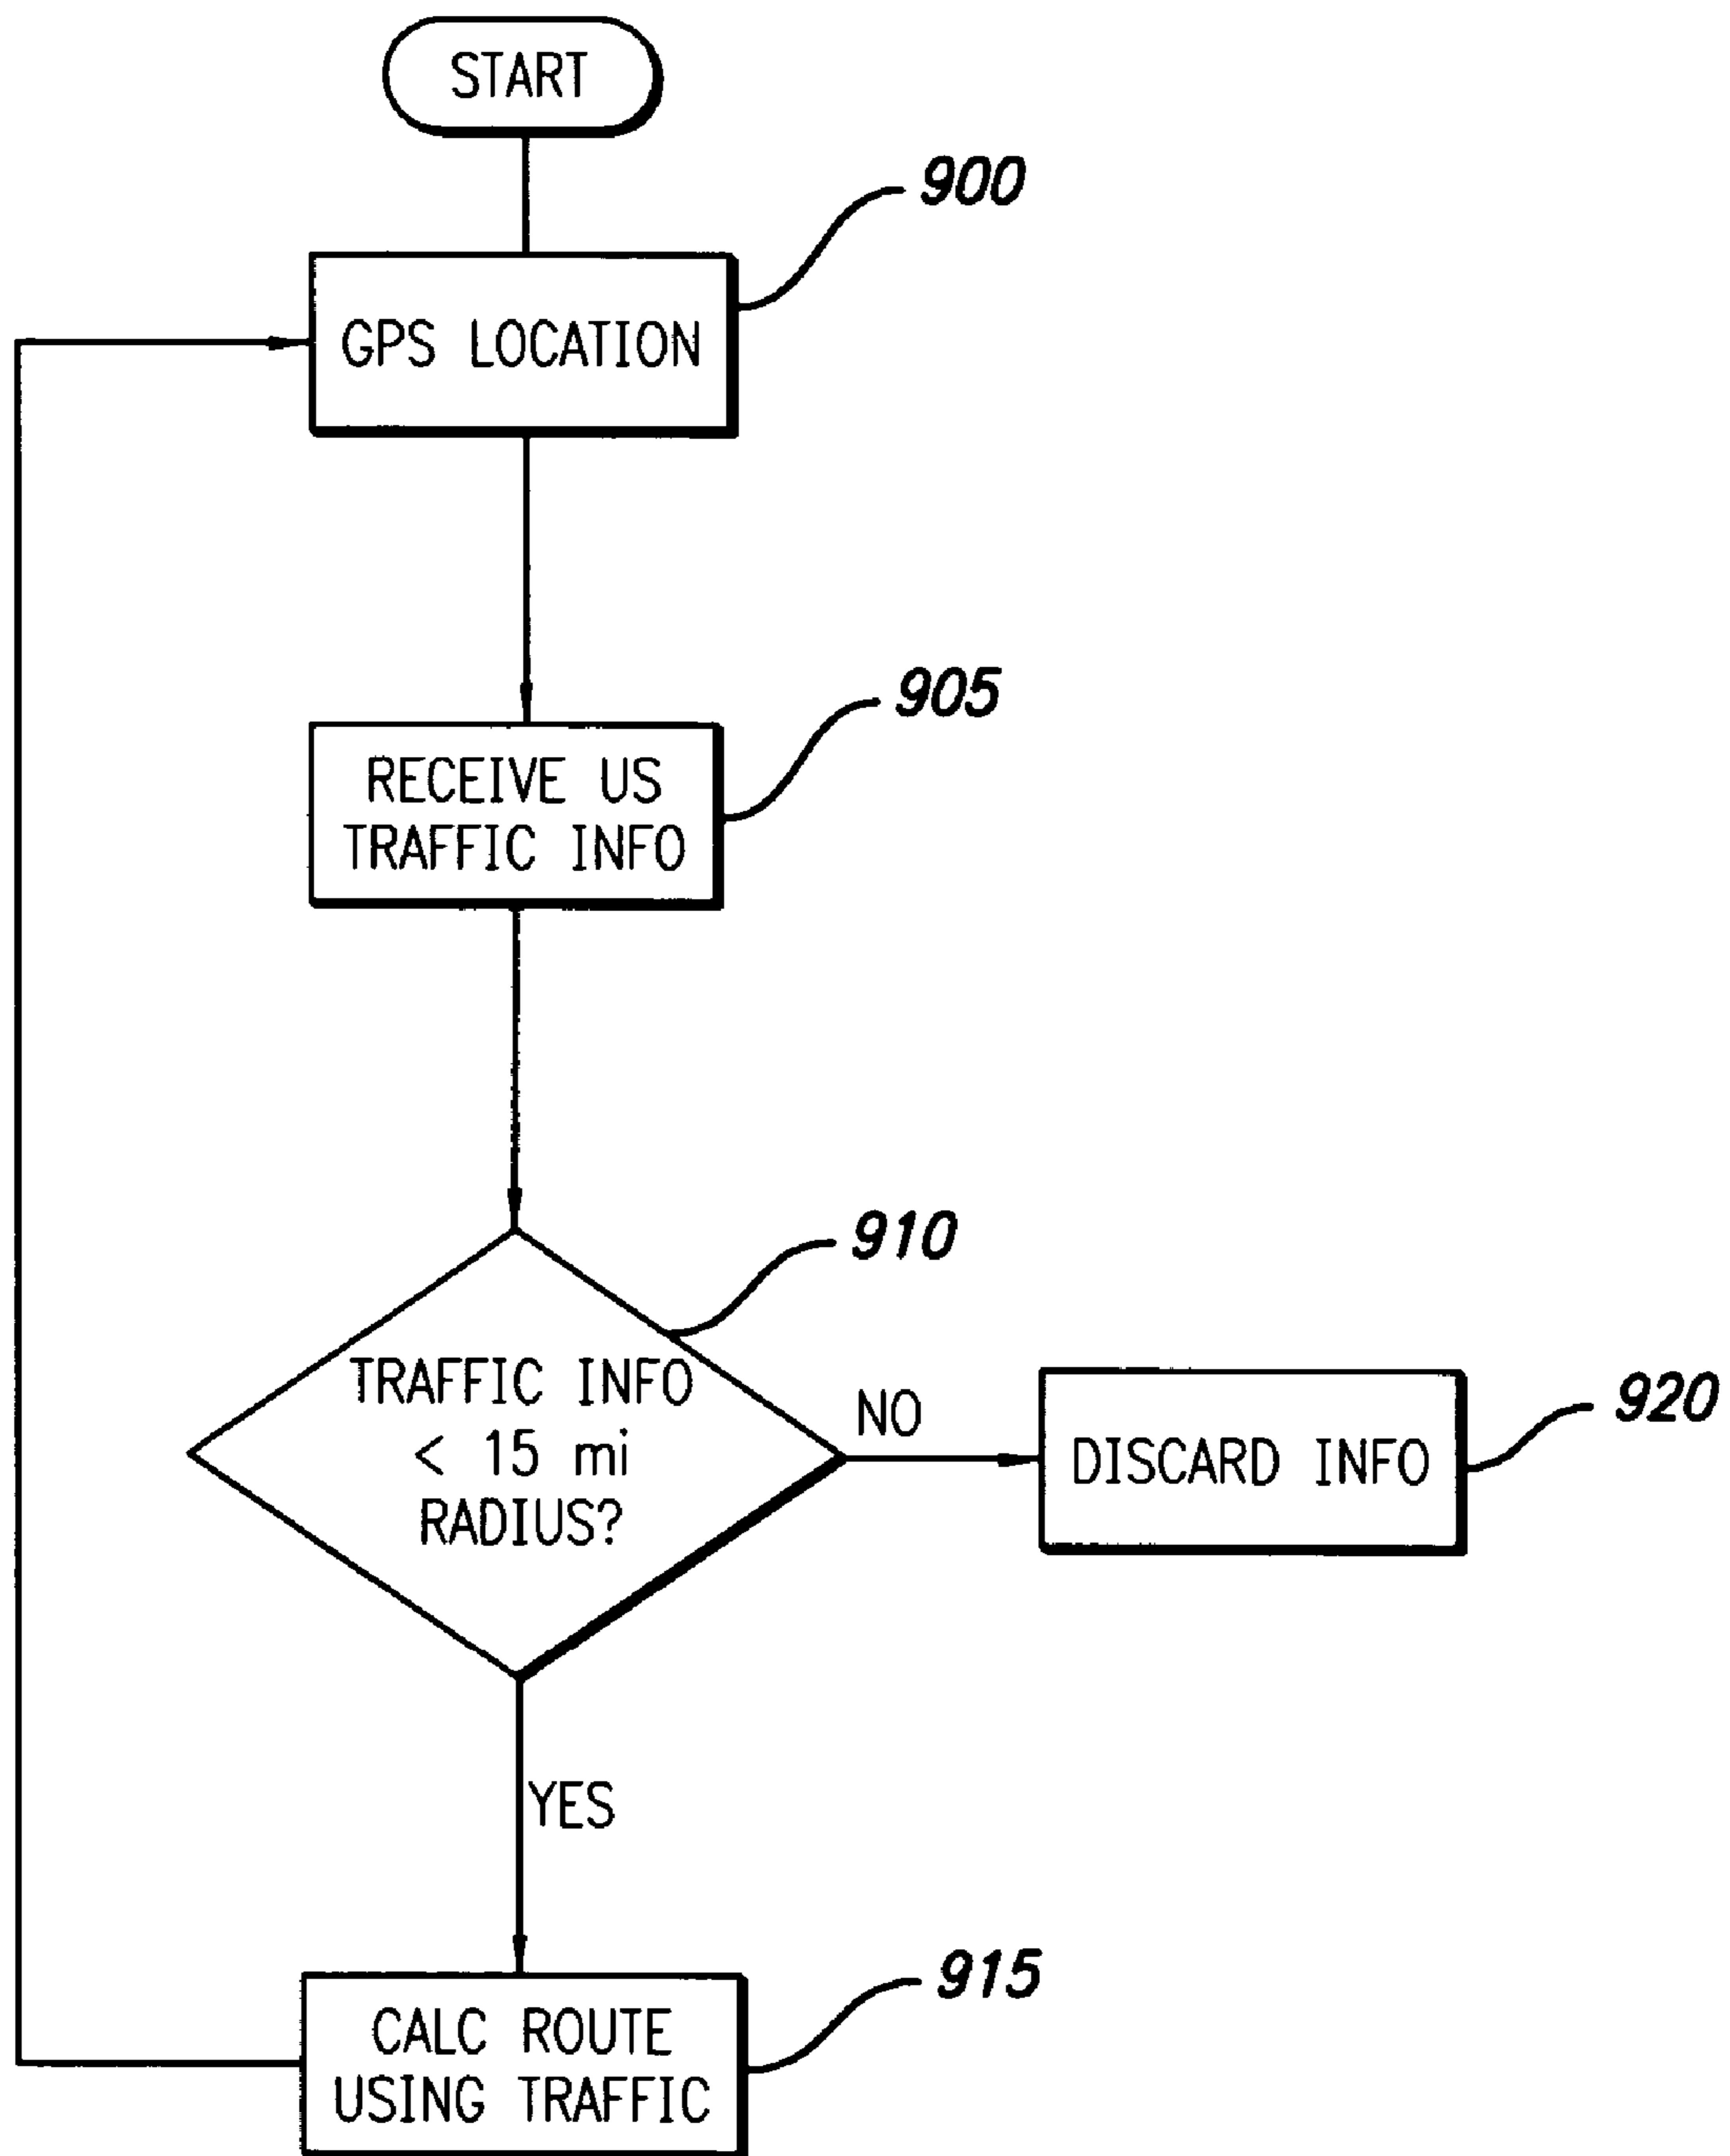 START
900
GPS LOCATION
905
RECEIVE US
TRAFFIC INFO
910
TRAFFIC INFO
< 15 mi
RADIUS?
NO
DISCARD INFO
920
YES
915
CALC ROUTE
USING TRAFFIC